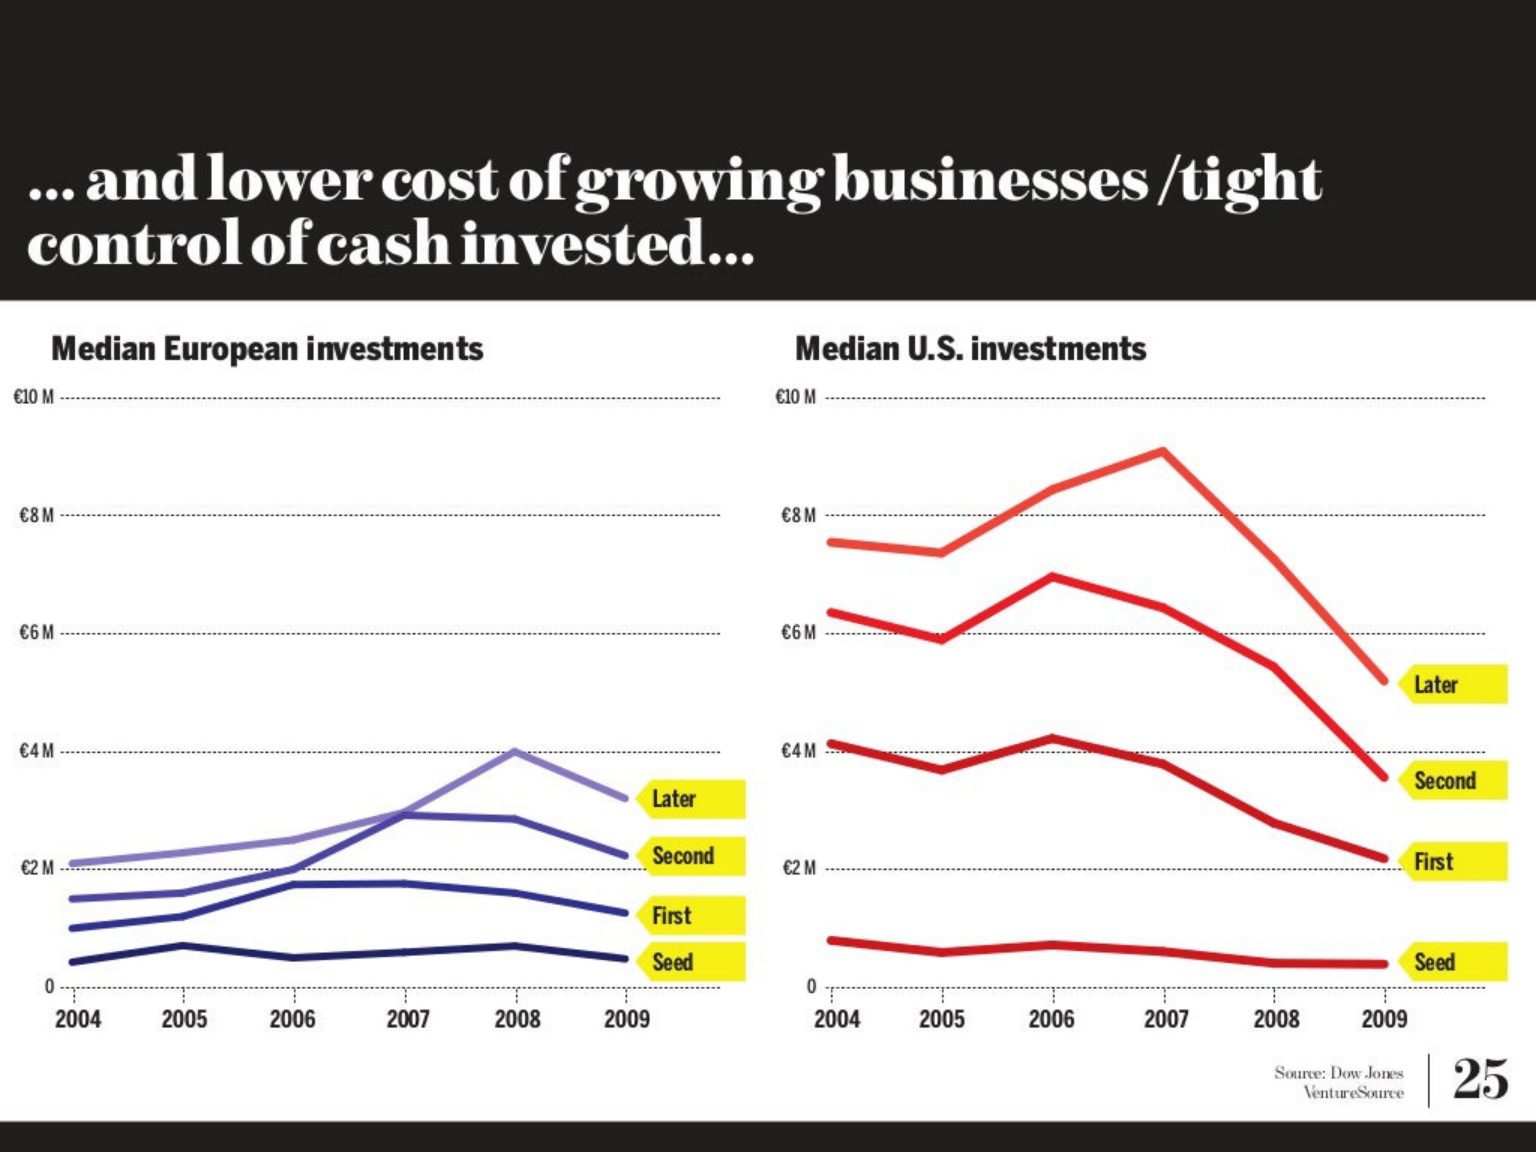 ... and lower cost of growing businesses /tight
control of cash invested...
Median European investments
€10 M
€8 M
€6 M
€4 M
€2 M
0
Later
Second
First
Seed
2004 2005 2006 2007 2008 2009
Median U.S. investments
€10 M
€8 M
€6 M
€4 M
€2 M
0
Later
Second
First
Seed
2004 2005 2006 2007 2008 2009
Source: Dow Jones
VentureSource
25